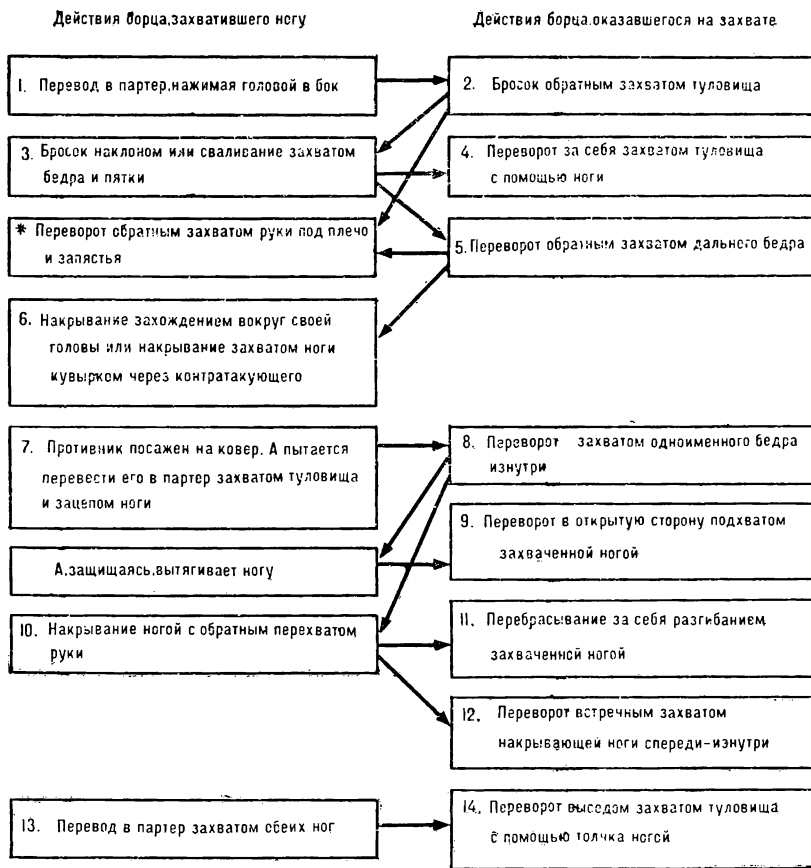 Действия борца, захватившего ногу
Действия борца, оказавшегося на захвате
1. Перевод в партер, нажимая головой в бок
2. Бросок обратным захватом туловища
3. Бросок наклоном или сваливание захватом
бедра и пятки
4. Переворот за себя захватом туловища
с помощью ноги
* Переворот обратным захватом руки под плечо
и запястья
5. Переворот обратным захватом дальнего бедра
6. Накрывание захождением вокруг своей
головы или накрывание захватом ноги
кувырком через контратакующего
7. Противник посажен на ковер. А пытается
перевести его в партер захватом туловища
и зацепом ноги
8. Переворот захватом одноименного бедра
изнутри
9. Переворот в открытую сторону подхватом
захваченной ногой
А, защищаясь, вытягивает ногу
10. Накрывание ногой с обратным перехватом
руки
11. Перебрасывание за себя разгибанием,
захваченной ногой
12. Переворот встречным захватом
накрывающей ноги спереди-изнутри
13. Перевод в партер захватом обеих ног
14. Переворот выседом захватом туловища
с помощью толчка ногой